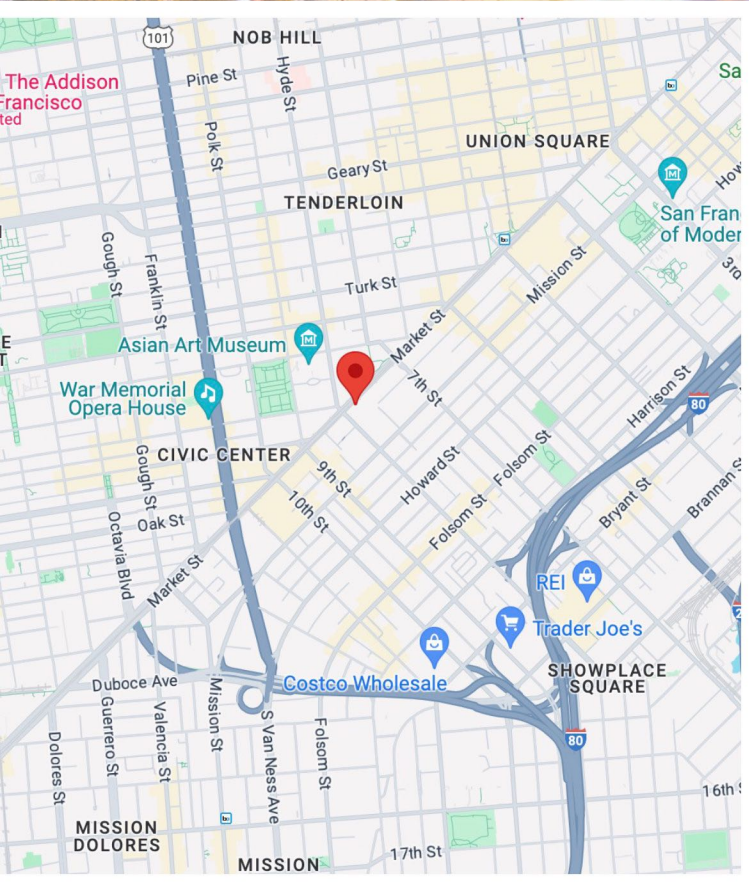 101
NOB HILL
The Addison
Francisco
ted
Pine St
Hyde St
Polk St
Sa
UNION SQUARE
Geary St
TENDERLOIN
How
San Fran
of Moder
3rd
Gough St
Franklin St
Turk St
Mission St
Market St
Asian Art Museum
E
T
War Memorial
Opera House
7th St
Harrison St
80
CIVIC CENTER
Gough St
9th St
10th St
Howard St
Folsom St
Folsom St
Bryant St
Brannan S
Oak St
Octavia Blvd
Market St
REI
Trader Joe's
Costco Wholesale
SHOWPLACE
SQUARE
Duboce Ave
Guerrero St
Valencia St
Mission St
S Van Ness Ave
Folsom St
Dolores St
80
16th S
MISSION
DOLORES
MISSION
17th St